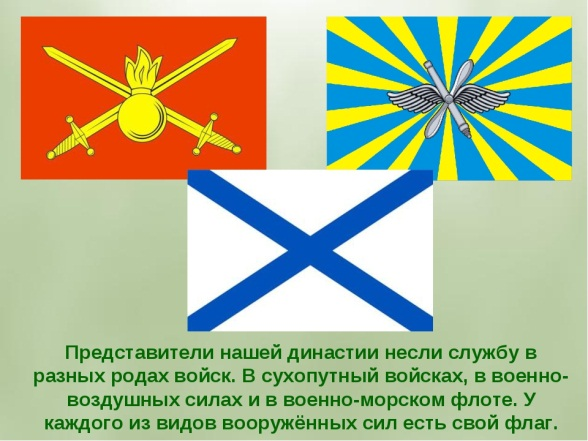 Представители нашей династии несли службу в
разных родах войск. В сухопутный войсках, в военно-
воздушных силах и в военно-морском флоте. У
каждого из видов вооружённых сил есть свой флаг.